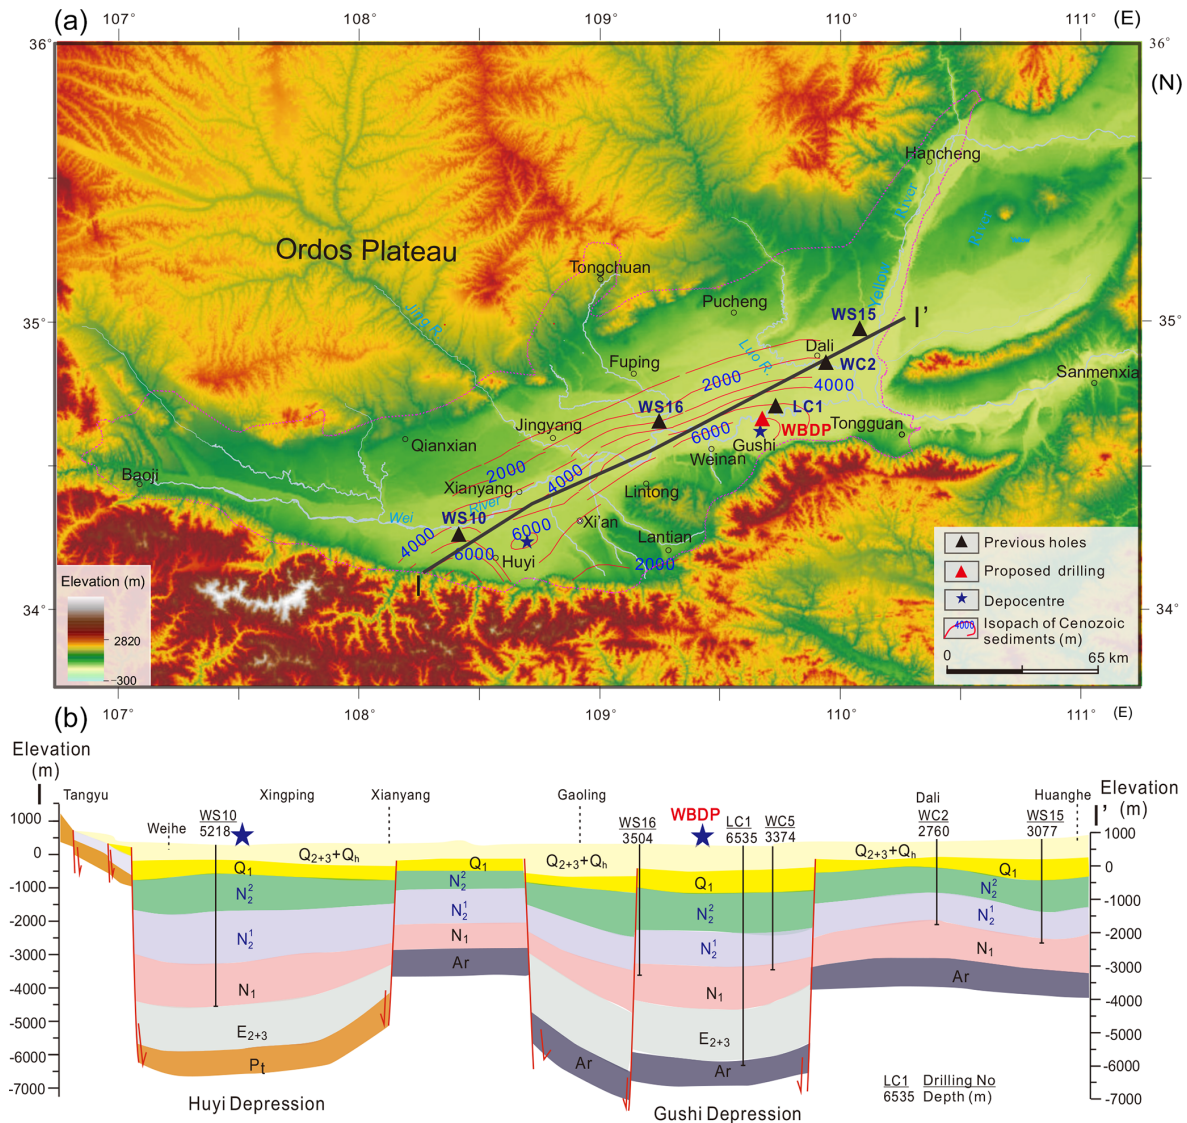 (a)
107° 108° 109° 110° 111° (E)
36° 36°
(N)
Hancheng
River
River
Yellow
Ordos Plateau
Tongchuan
Pucheng
Yellow
Jing R.
WS15
I'
35° 35°
Luo R.
Dali
Fuping
WC2
Sanmenxia
2000
4000
WS16
LC1
Jingyang
6000
WBDP
Tongguan
Qianxian
Gushi
Weinan
2000
4000
Baoji
Xianyang
Lintong
River
Wei
WS10
Xi'an
6000
4000
Lantian
6000
Huyi
2000
I
34° 34°
Elevation (m)
2820
-300
Previous holes
Proposed drilling
Depocentre
4000
Isopach of Cenozoic
sediments (m)
0 65 km
107° 108° 109° 110° 111° (E)
(b)
Elevation
(m)
I
Elevation
(m)
I'
Tangyu
Weihe
WS10
5218
Xingping
Xianyang
Gaoling
WS16
3504
WBDP
LC1
6535
WC5
3374
Dali
WC2
2760
WS15
3077
Huanghe
1000
0
-1000
-2000
-3000
-4000
-5000
-6000
-7000
Q2+3+Qh
Q1
N2²
N2¹
N1
E2+3
Pt
Q1
N2²
N2¹
N1
Ar
Q2+3+Qh
Ar
Q1
N2²
N2¹
N1
E2+3
Ar
Q2+3+Qh
Q1
N2²
N2¹
N1
Ar
1000
0
-1000
-2000
-3000
-4000
-5000
-6000
-7000
Huyi Depression
Gushi Depression
LC1 Drilling No
6535 Depth (m)